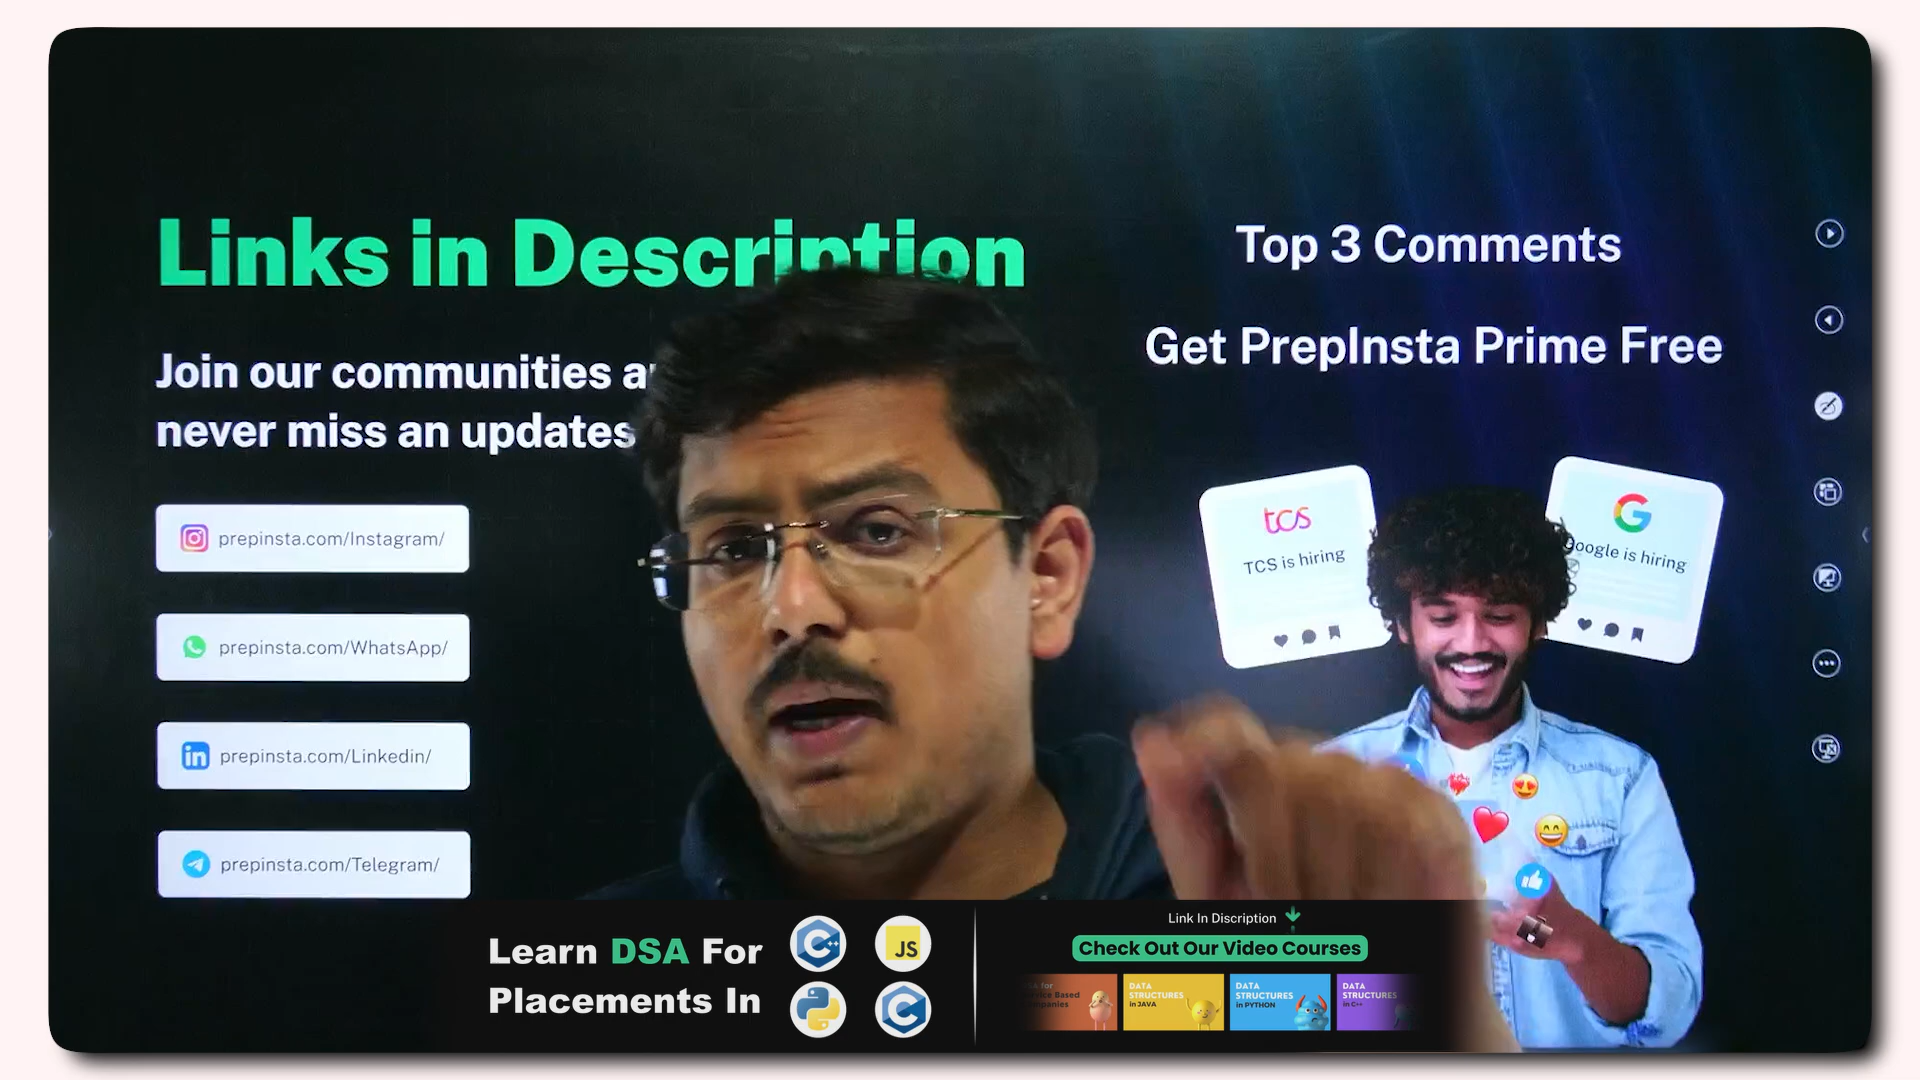 Links in Description
Join our communities
never miss an updates
prepinsta.com/Instagram/
prepinsta.com/WhatsApp/
prepinsta.com/Linkedin/
prepinsta.com/Telegram/
Top 3 Comments
Get PrepInsta Prime Free
tcs
TCS is hiring
G
Google is hiring
Learn DSA For
Placements In
C++
JS
C
Link In Discription
Check Out Our Video Courses
DATA
STRUCTURES
in JAVA
DATA
STRUCTURES
in PYTHON
DATA
STRUCTURES
in C++